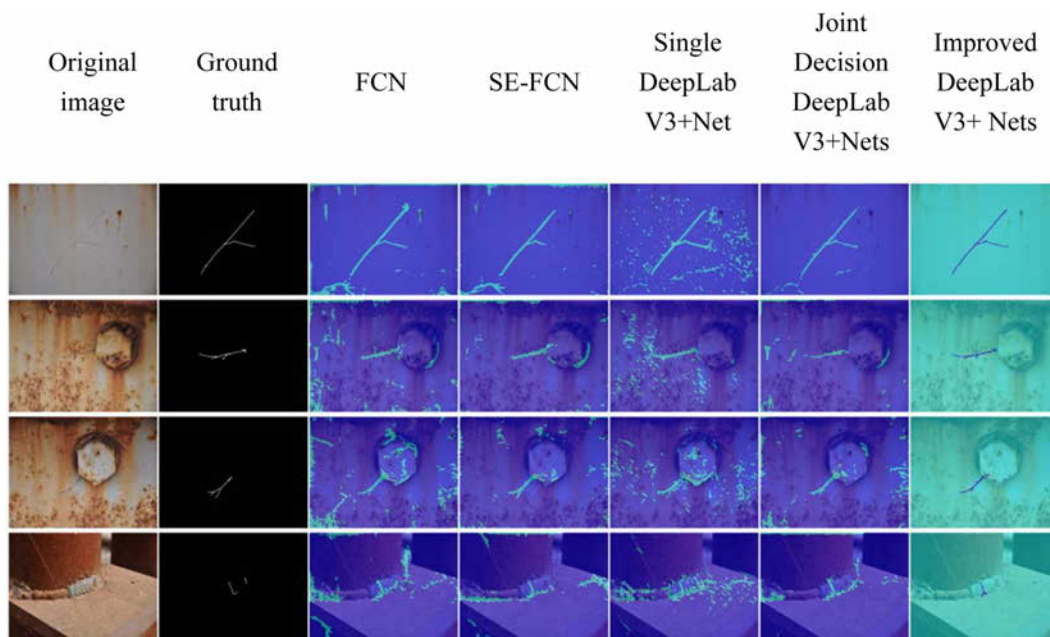 Original
image
Ground
truth
FCN
SE-FCN
Single
DeepLab
V3+Net
Joint
Decision
DeepLab
V3+Nets
Improved
DeepLab
V3+ Nets